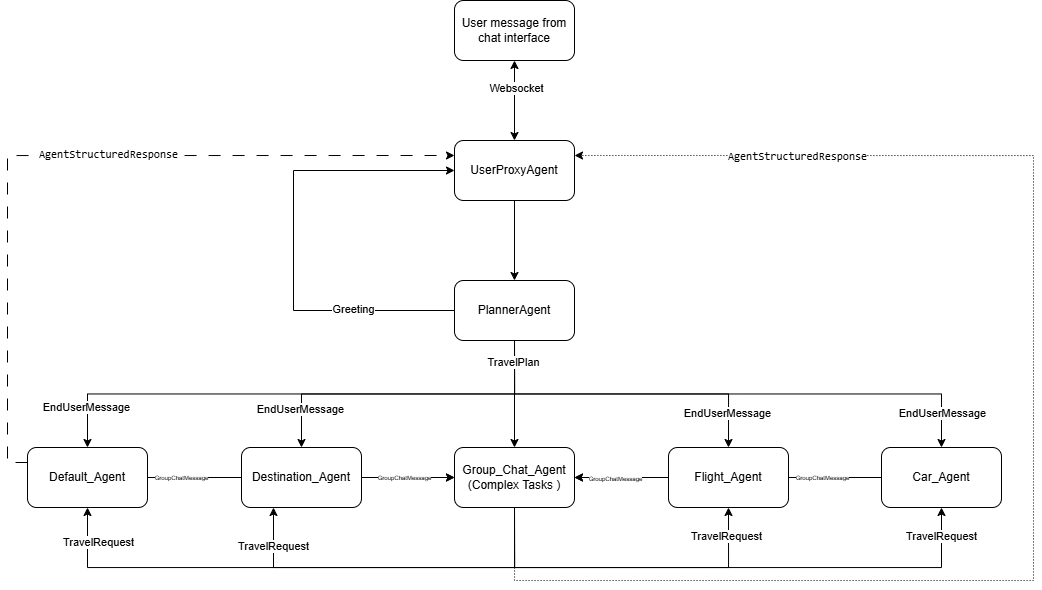 User message from
chat interface
Websocket
AgentStructuredResponse
AgentStructuredResponse
UserProxyAgent
Greeting
PlannerAgent
TravelPlan
EndUserMessage
EndUserMessage
EndUserMessage
EndUserMessage
Default_Agent
GroupChatMessage
Destination_Agent
GroupChatMessage
Group_Chat_Agent
(Complex Tasks )
GroupChatMessage
Flight_Agent
GroupChatMessage
Car_Agent
TravelRequest
TravelRequest
TravelRequest
TravelRequest